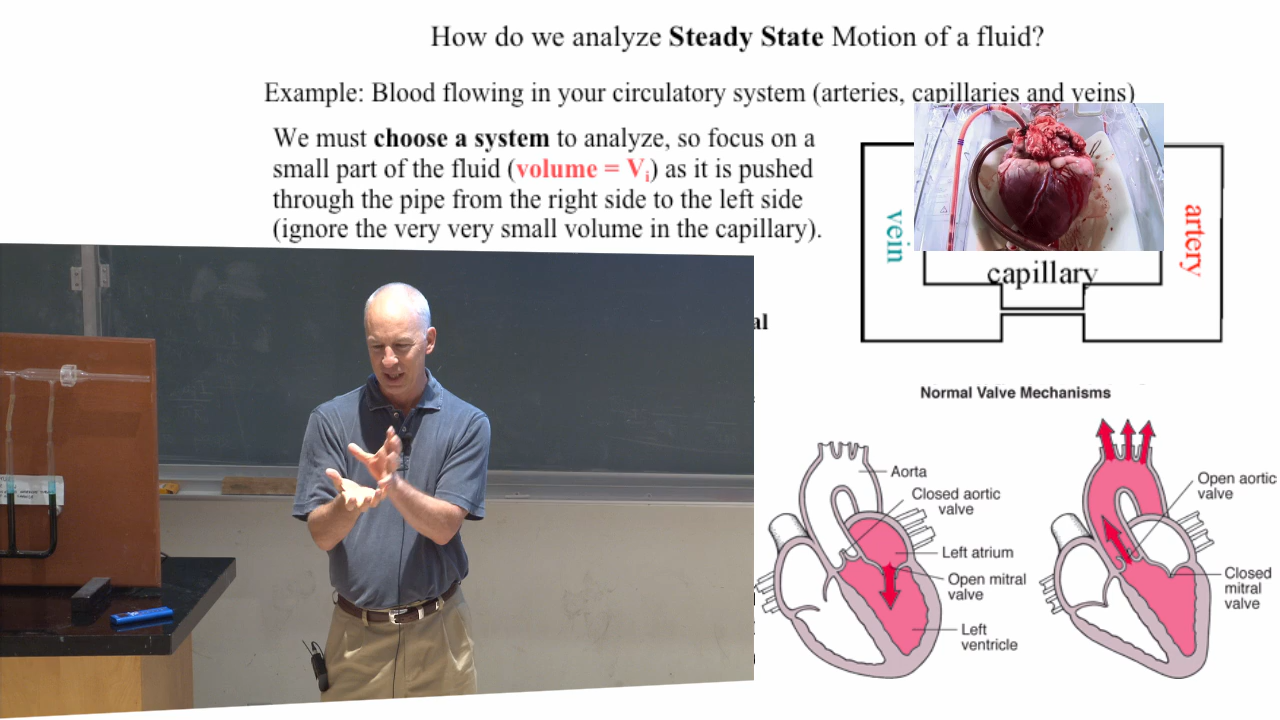 How do we analyze Steady State Motion of a fluid?
Example: Blood flowing in your circulatory system (arteries, capillaries and veins)
We must choose a system to analyze, so focus on a
small part of the fluid (volume = Vi) as it is pushed
through the pipe from the right side to the left side
(ignore the very very small volume in the capillary).
vein
artery
capillary
al
Normal Valve Mechanisms
Aorta
Closed aortic
valve
Left atrium
Open mitral
valve
Left
ventricle
Open aortic
valve
Closed
mitral
valve